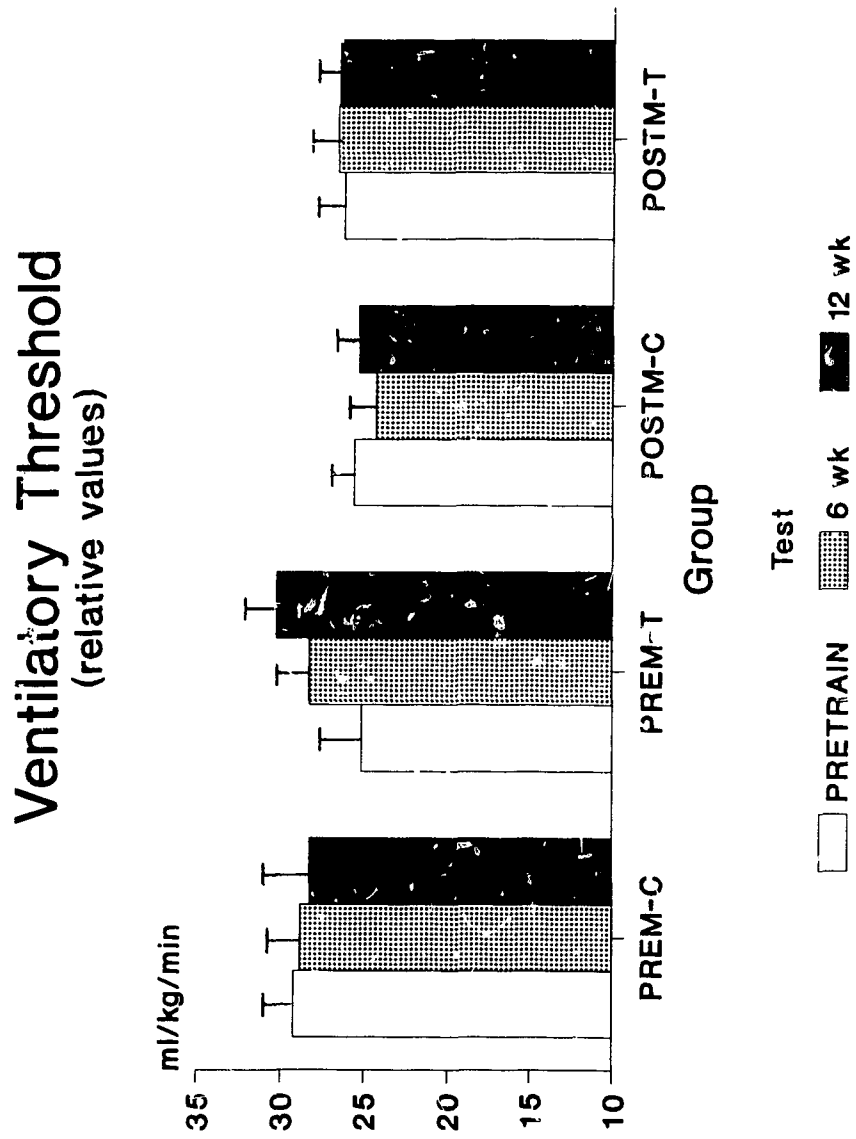 Ventilatory Threshold
(relative values)
ml/kg/min
35
30
25
20
15
10
PREM-C
PREM-T
POSTM-C
POSTM-T
Group
Test
PRETRAIN
6 wk
12 wk